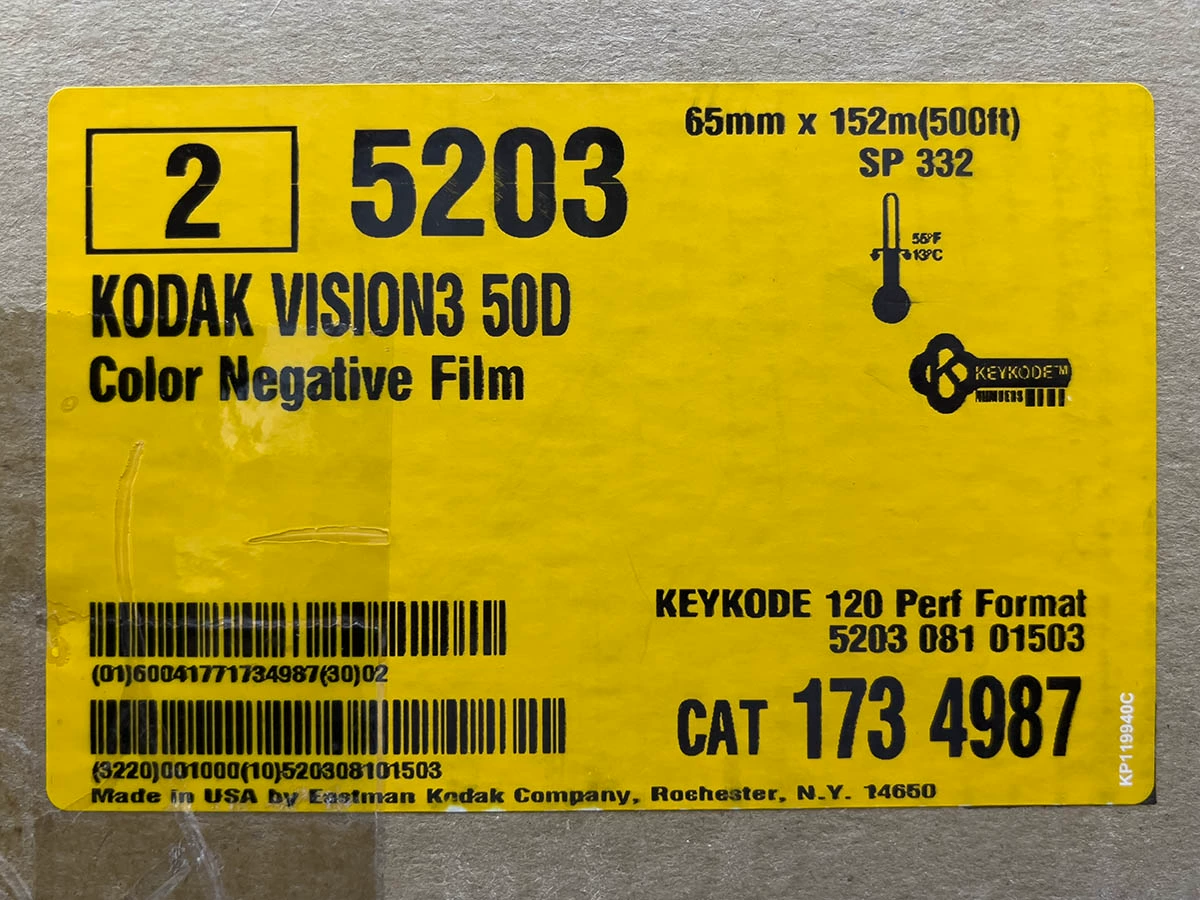 2
5203
65mm x 152m(500ft)
SP 332
55°F
13°C
KODAK VISION3 50D
Color Negative Film
K KEYKODE™
NUMBERS
KEYKODE 120 Perf Format
5203 081 01503
(01)60041771734987(30)02
CAT 173 4987
(3220)001000(10)520308101503
Made in USA by Eastman Kodak Company, Rochester, N.Y. 14650
KP119940C